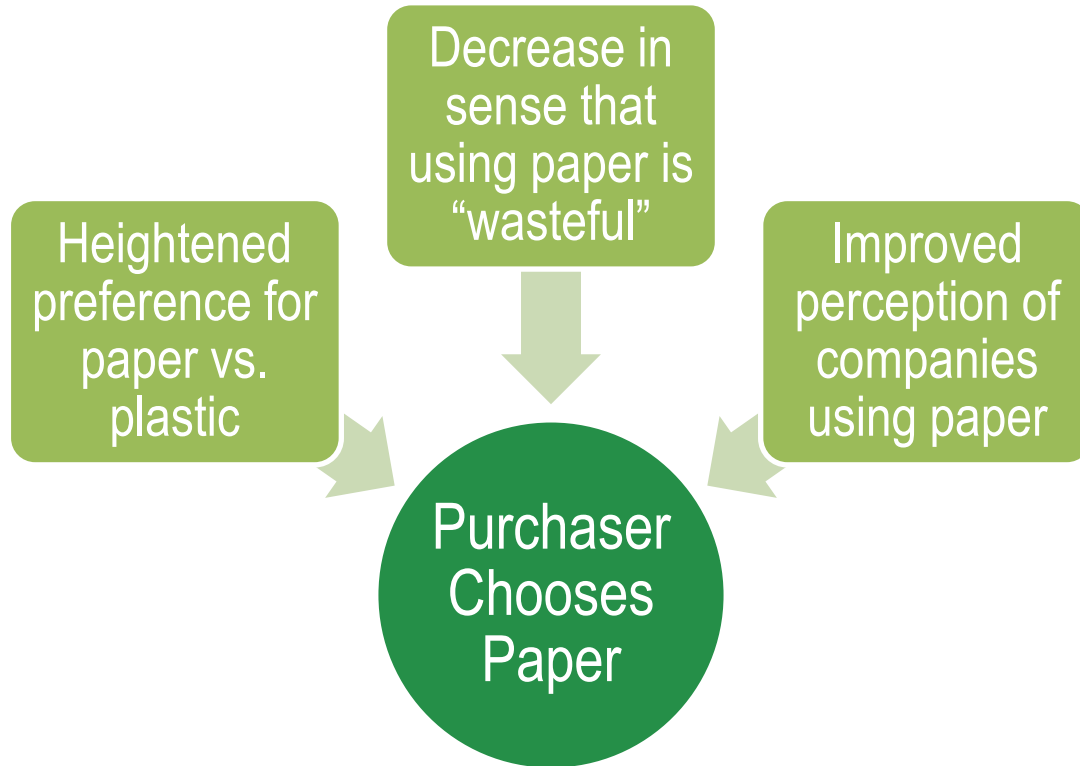 Decrease in
sense that
using paper is
“wasteful”
Heightened
preference for
paper vs.
plastic
Improved
perception of
companies
using paper
Purchaser
Chooses
Paper